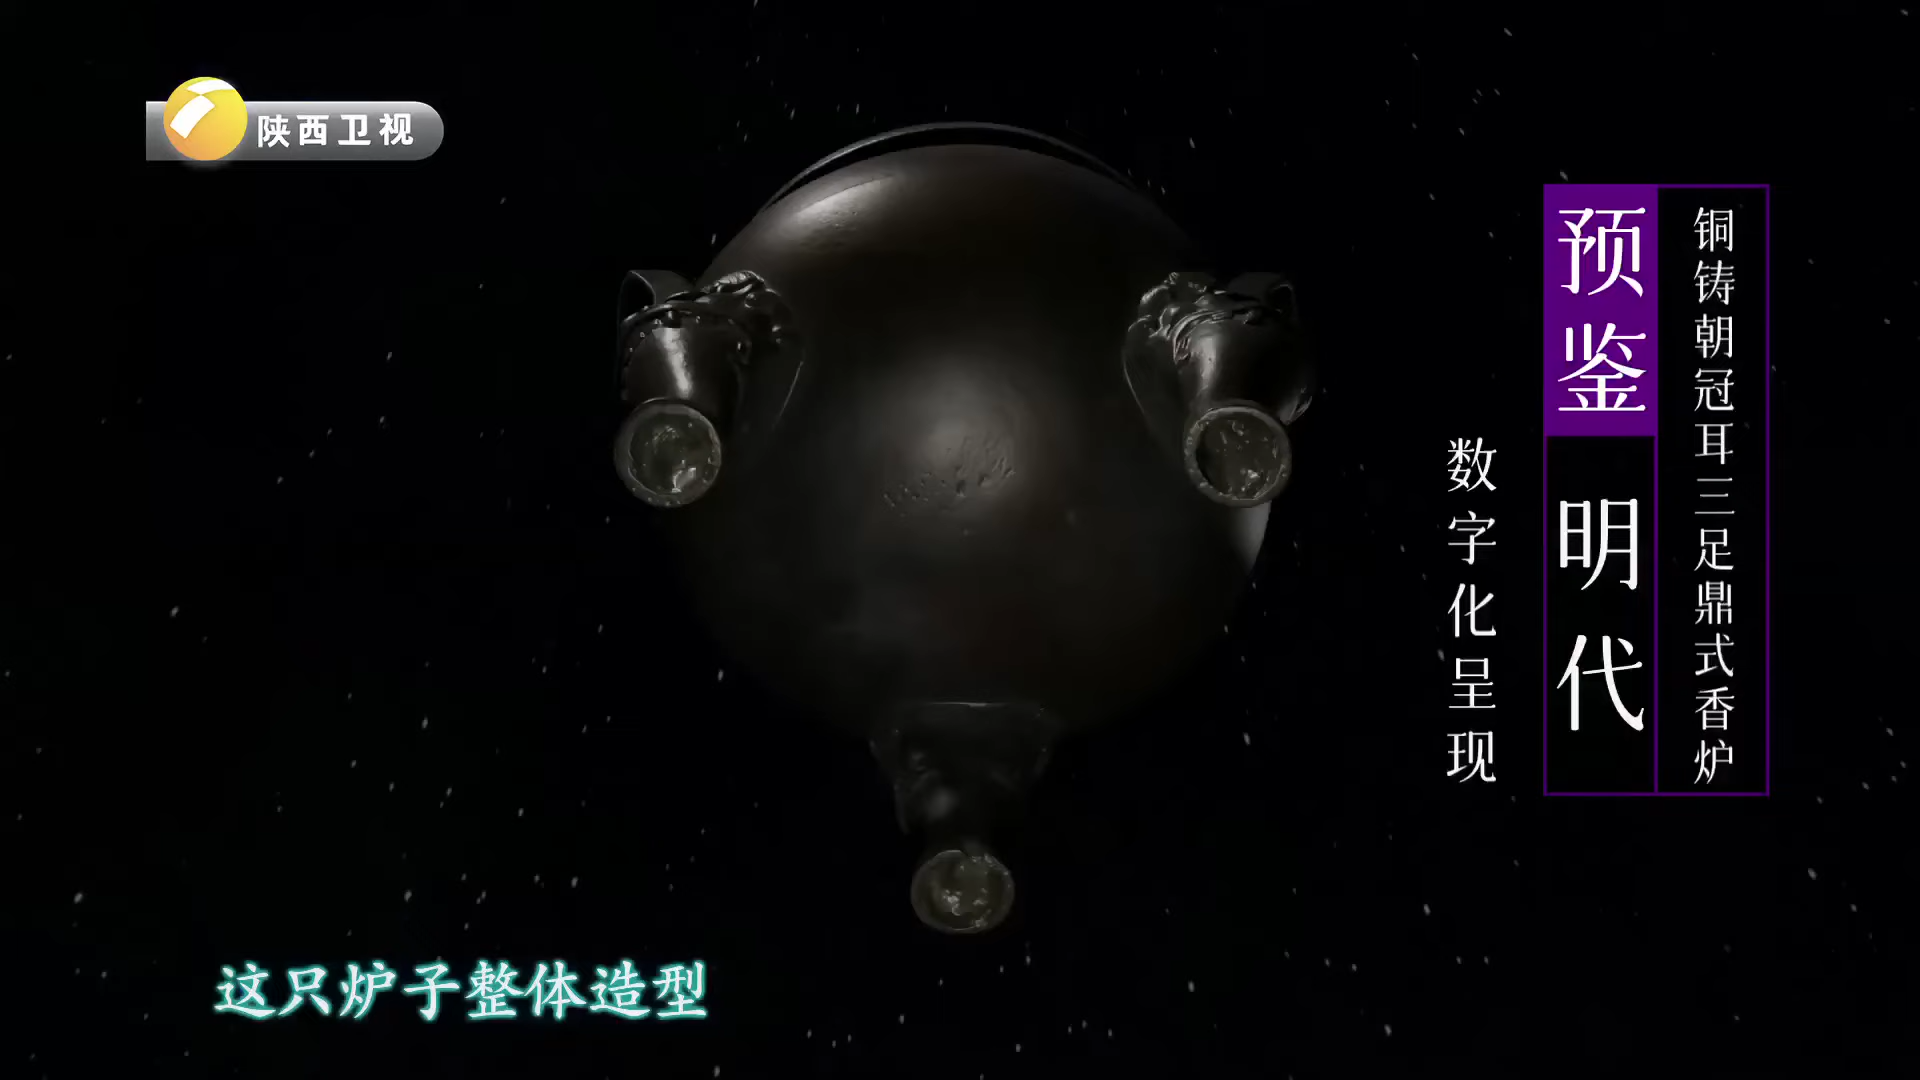 陕西卫视
铜铸朝冠耳三足鼎式香炉
预鉴
明代
数字化呈现
这只炉子整体造型